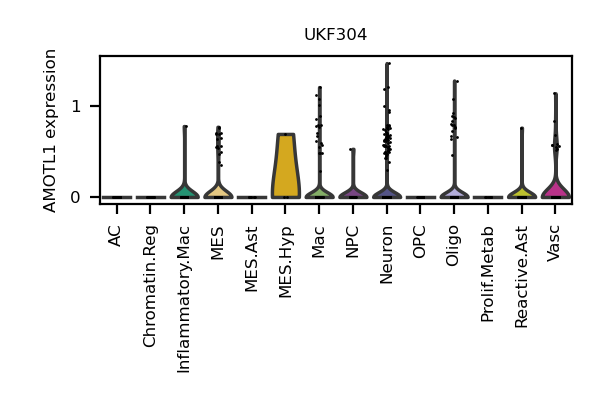 UKF304
AMOTL1 expression
1
0
AC
Chromatin.Reg
Inflammatory.Mac
MES
MES.Ast
MES.Hyp
Mac
NPC
Neuron
OPC
Oligo
Prolif.Metab
Reactive.Ast
Vasc